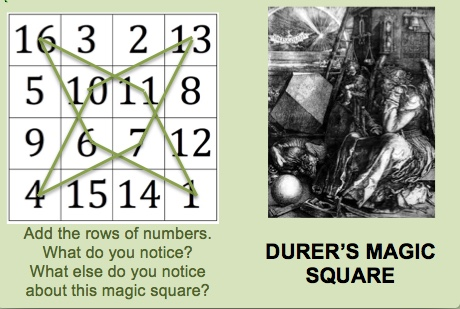 16 3 2 13
5 10 11 8
9 6 7 12
4 15 14 1
Add the rows of numbers.
What do you notice?
What else do you notice
about this magic square?
DURER’S MAGIC
SQUARE